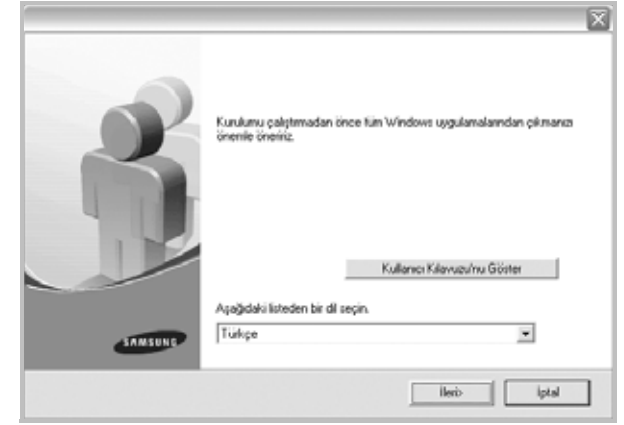 Kurulumu çalıştırmadan önce tüm Windows uygulamalarından çıkmanızı
önemle öneririz.
Kullanıcı Kılavuzu'nu Göster
Aşağıdaki listeden bir dil seçin.
Türkçe
SAMSUNG
İleri>
İptal